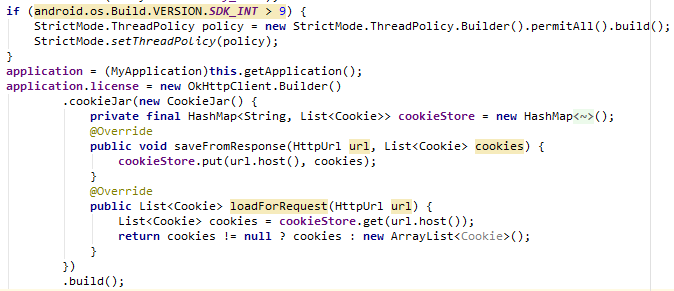 if (android.os.Build.VERSION.SDK_INT > 9) {
StrictMode.ThreadPolicy policy = new StrictMode.ThreadPolicy.Builder().permitAll().build();
StrictMode.setThreadPolicy(policy);
}
application = (MyApplication)this.getApplication();
application.license = new OkHttpClient.Builder()
.cookieJar(new CookieJar() {
private final HashMap<String, List<Cookie>> cookieStore = new HashMap<~>();
@Override
public void saveFromResponse(HttpUrl url, List<Cookie> cookies) {
cookieStore.put(url.host(), cookies);
}
@Override
public List<Cookie> loadForRequest(HttpUrl url) {
List<Cookie> cookies = cookieStore.get(url.host());
return cookies != null ? cookies : new ArrayList<Cookie>();
}
})
.build();